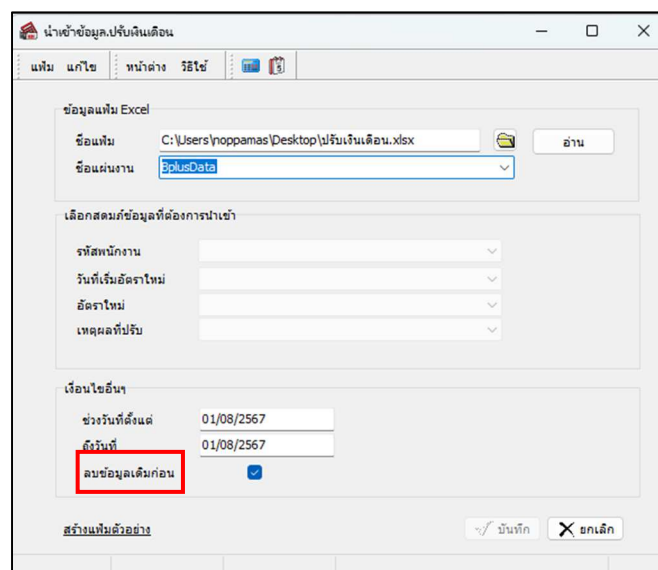 นำเข้าข้อมูล.ปรับเงินเดือน
แฟ้ม แก้ไข หน้าต่าง วิธีใช้
ข้อมูลแฟ้ม Excel
ชื่อแฟ้ม C:\Users\noppamas\Desktop\ปรับเงินเดือน.xlsx อ่าน
ชื่อแผ่นงาน BplusData
เลือกสดมภ์ข้อมูลที่ต้องการนำเข้า
รหัสพนักงาน
วันที่เริ่มอัตราใหม่
อัตราใหม่
เหตุผลที่ปรับ
เงื่อนไขอื่นๆ
ช่วงวันที่ตั้งแต่ 01/08/2567
ถึงวันที่ 01/08/2567
ลบข้อมูลเดิมก่อน
สร้างแฟ้มตัวอย่าง บันทึก ยกเลิก